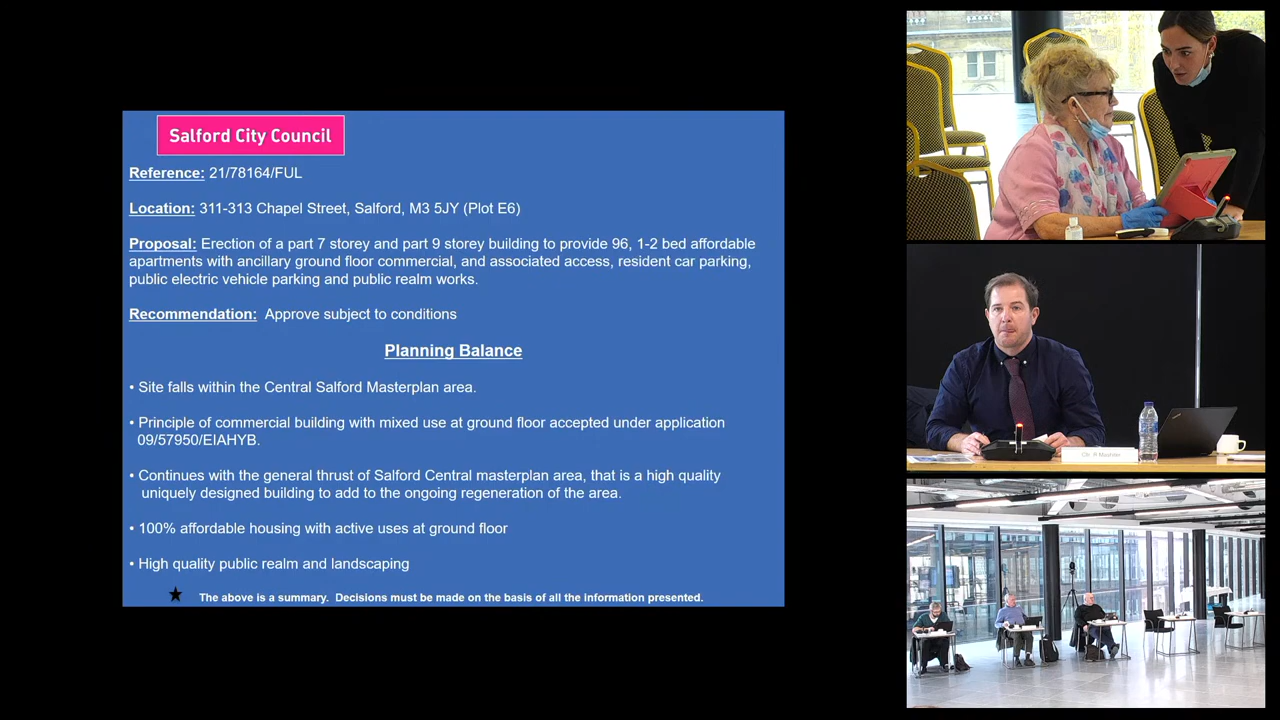 Salford City Council
Reference: 21/78164/FUL
Location: 311-313 Chapel Street, Salford, M3 5JY (Plot E6)
Proposal: Erection of a part 7 storey and part 9 storey building to provide 96, 1-2 bed affordable
apartments with ancillary ground floor commercial, and associated access, resident car parking,
public electric vehicle parking and public realm works.
Recommendation: Approve subject to conditions
Planning Balance
• Site falls within the Central Salford Masterplan area.
• Principle of commercial building with mixed use at ground floor accepted under application
09/57950/EIAHYB.
• Continues with the general thrust of Salford Central masterplan area, that is a high quality
uniquely designed building to add to the ongoing regeneration of the area.
• 100% affordable housing with active uses at ground floor
• High quality public realm and landscaping
★ The above is a summary. Decisions must be made on the basis of all the information presented.